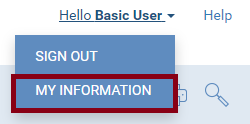 Hello Basic User Help
SIGN OUT
MY INFORMATION